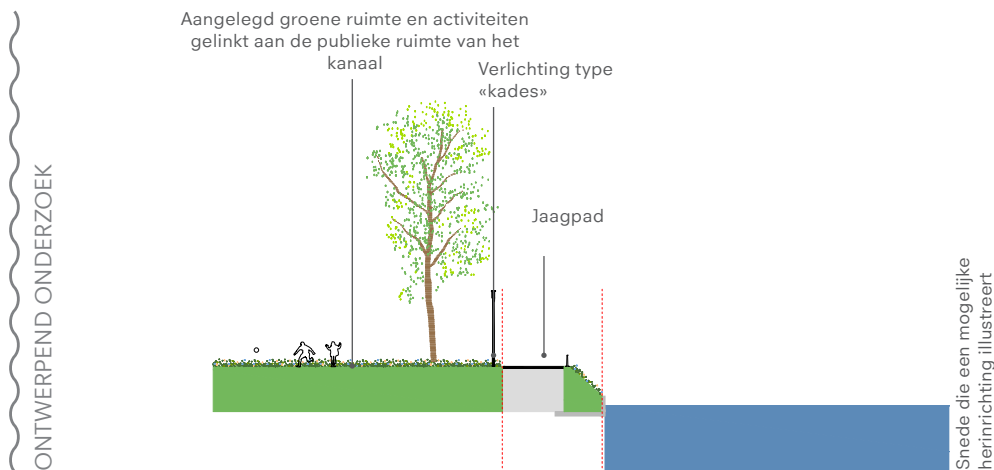 Aangelegd groene ruimte en activiteiten
gelinkt aan de publieke ruimte van het
kanaal
Verlichting type
«kades»
Jaagpad
ONTWERPEND ONDERZOEK
Snede die een mogelijke
herinrichting illustreert